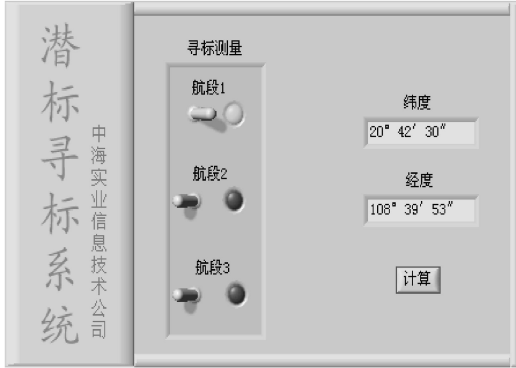 潜标寻标系统
中海实业信息技术公司
寻标测量
航段1
航段2
航段3
纬度
20° 42′ 30″
经度
108° 39′ 53″
计算